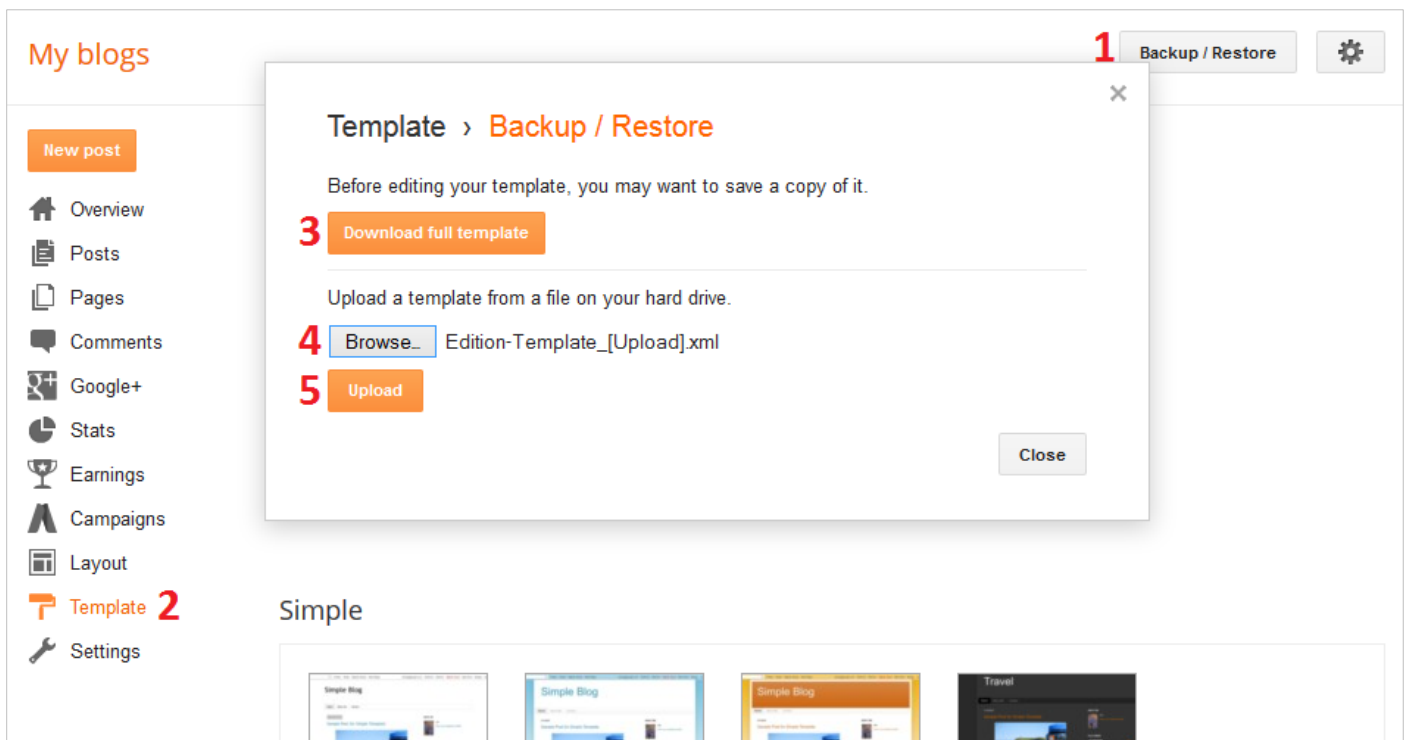 My blogs
1 Backup / Restore
×
Template › Backup / Restore
New post
Before editing your template, you may want to save a copy of it.
Overview
3 Download full template
Posts
Pages
Upload a template from a file on your hard drive.
Comments
4 Browse… Edition-Template_[Upload].xml
Google+
5 Upload
Stats
Close
Earnings
Campaigns
Layout
Template 2
Simple
Settings
Simple Blog
Simple Blog
Simple Blog
Travel